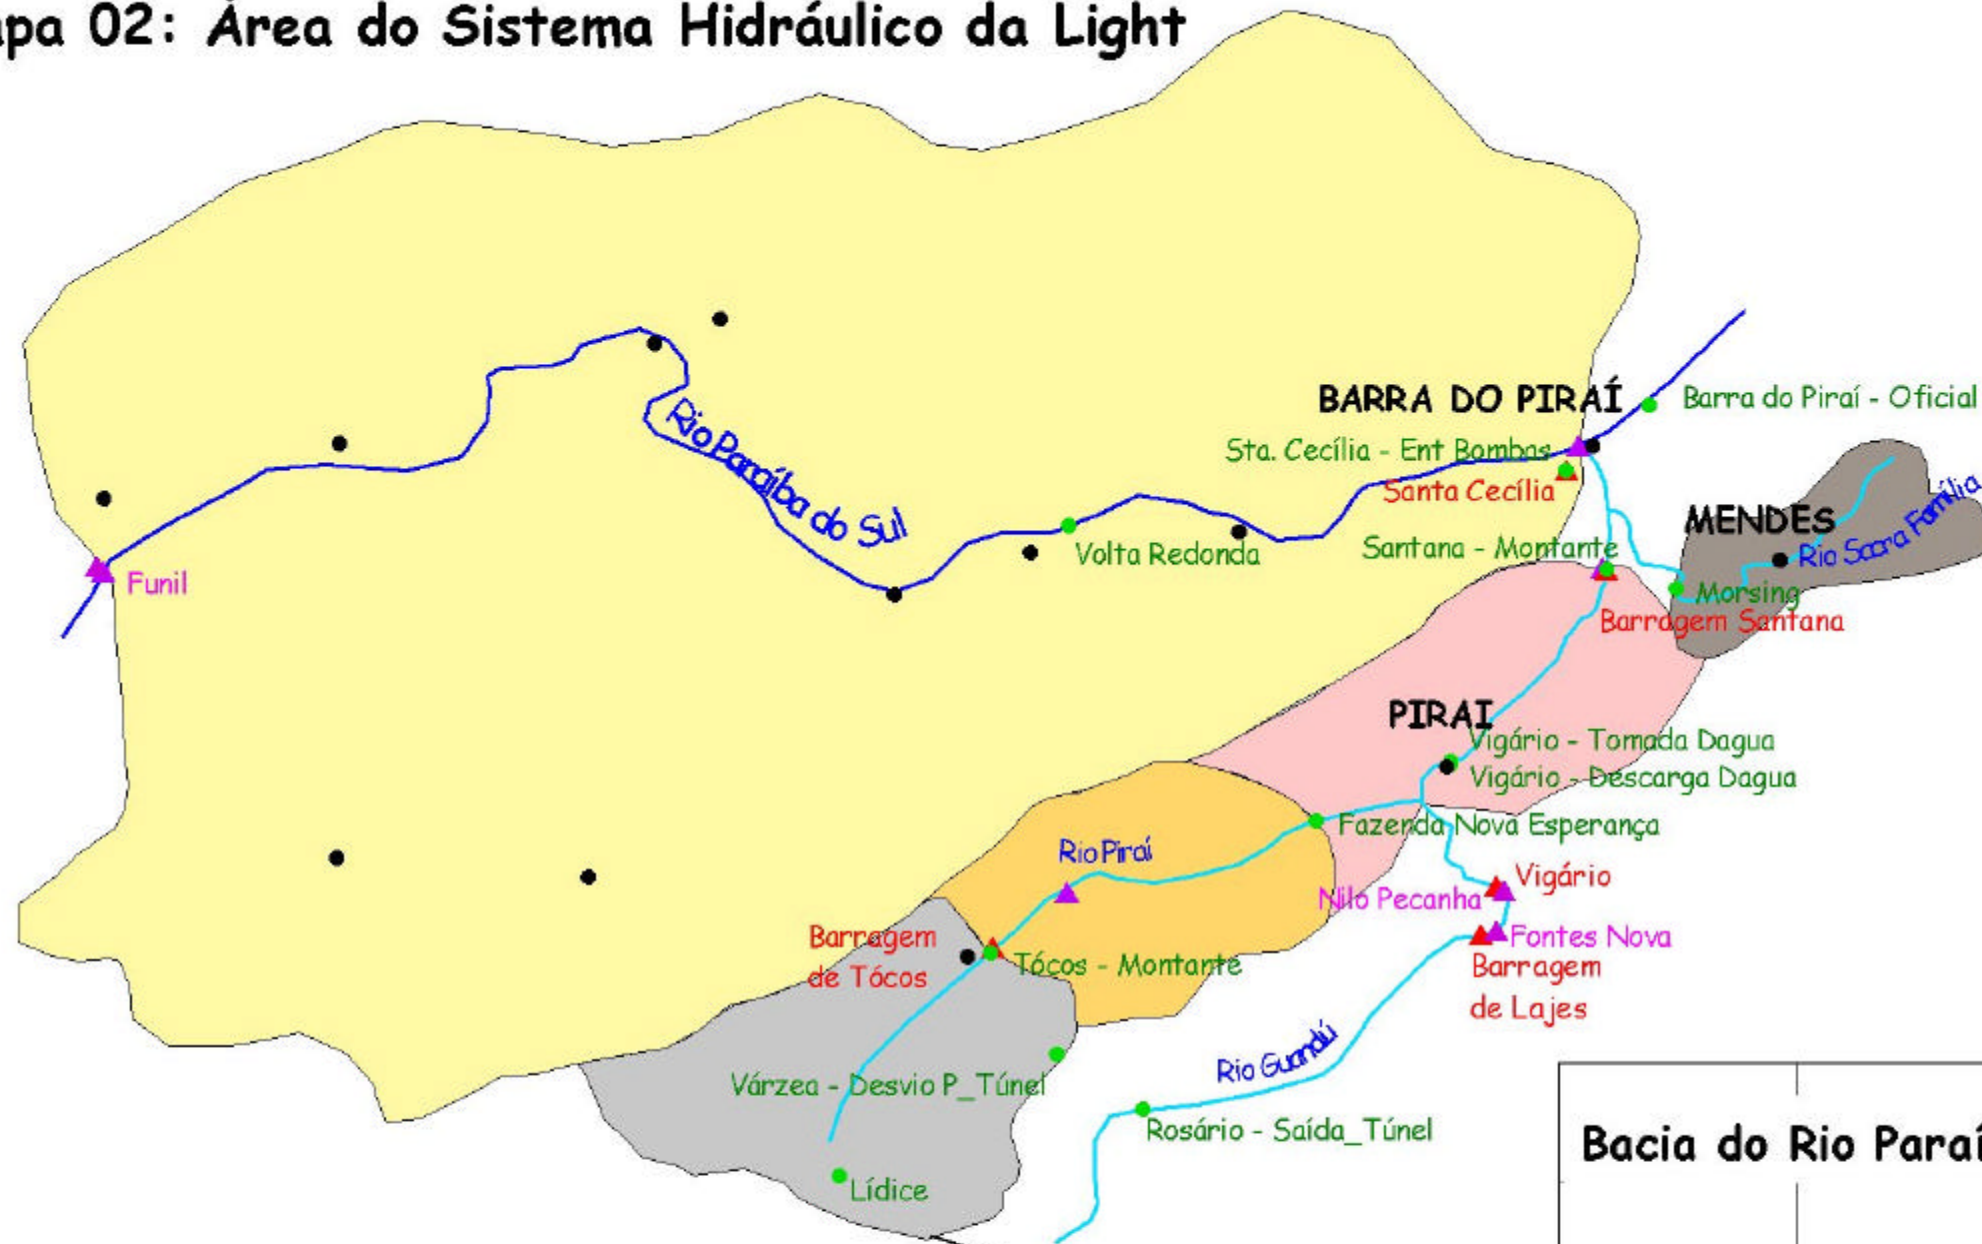 apa 02: Área do Sistema Hidráulico da Light
BARRA DO PIRAÍ
Barra do Piraí - Oficial
Sta. Cecília - Ent Bombas
Santa Cecília
Rio Paraíba do Sul
MENDES
Rio Sacra Família
Volta Redonda
Santana - Montante
Funil
Morsing
Barragem Santana
PIRAI
Vigário - Tomada Dagua
Vigário - Descarga Dagua
Fazenda Nova Esperança
Rio Piraí
Vigário
Nilo Pecanha
Barragem
de Tócos
Tócos - Montante
Fontes Nova
Barragem
de Lajes
Rio Guandú
Várzea - Desvio P_Túnel
Rosário - Saída_Túnel
Bacia do Rio Paraí
Lídice